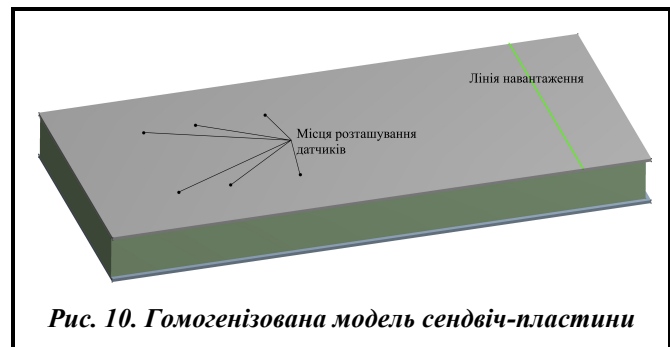 Лінія навантаження
Місця розташування
датчиків
Рис. 10. Гомогенізована модель сендвіч-пластини